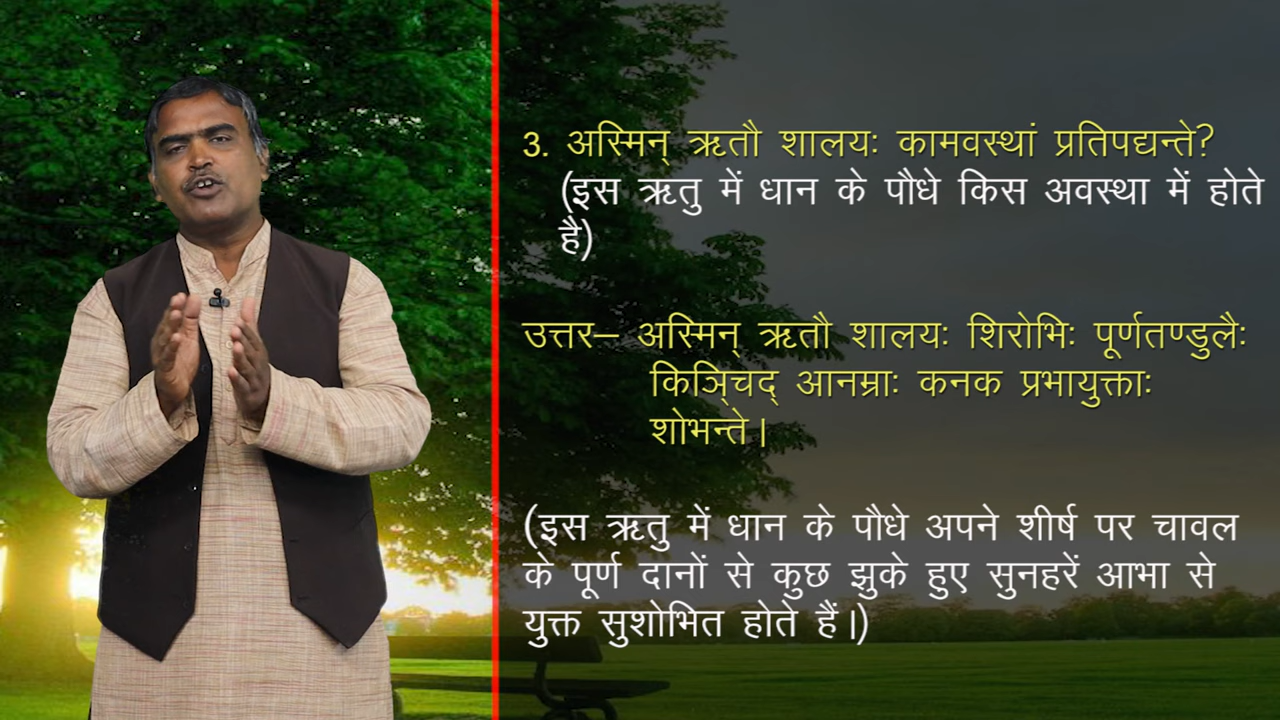 3. अस्मिन् ऋतौ शालयः कामवस्थां प्रतिपद्यन्ते?
(इस ऋतु में धान के पौधे किस अवस्था में होते
हैं)
उत्तर– अस्मिन् ऋतौ शालयः शिरोभिः पूर्णतण्डुलैः
किञ्चिद् आनम्राः कनक प्रभायुक्ताः
शोभन्ते।
(इस ऋतु में धान के पौधे अपने शीर्ष पर चावल
के पूर्ण दानों से कुछ झुके हुए सुनहरें आभा से
युक्त सुशोभित होते हैं।)